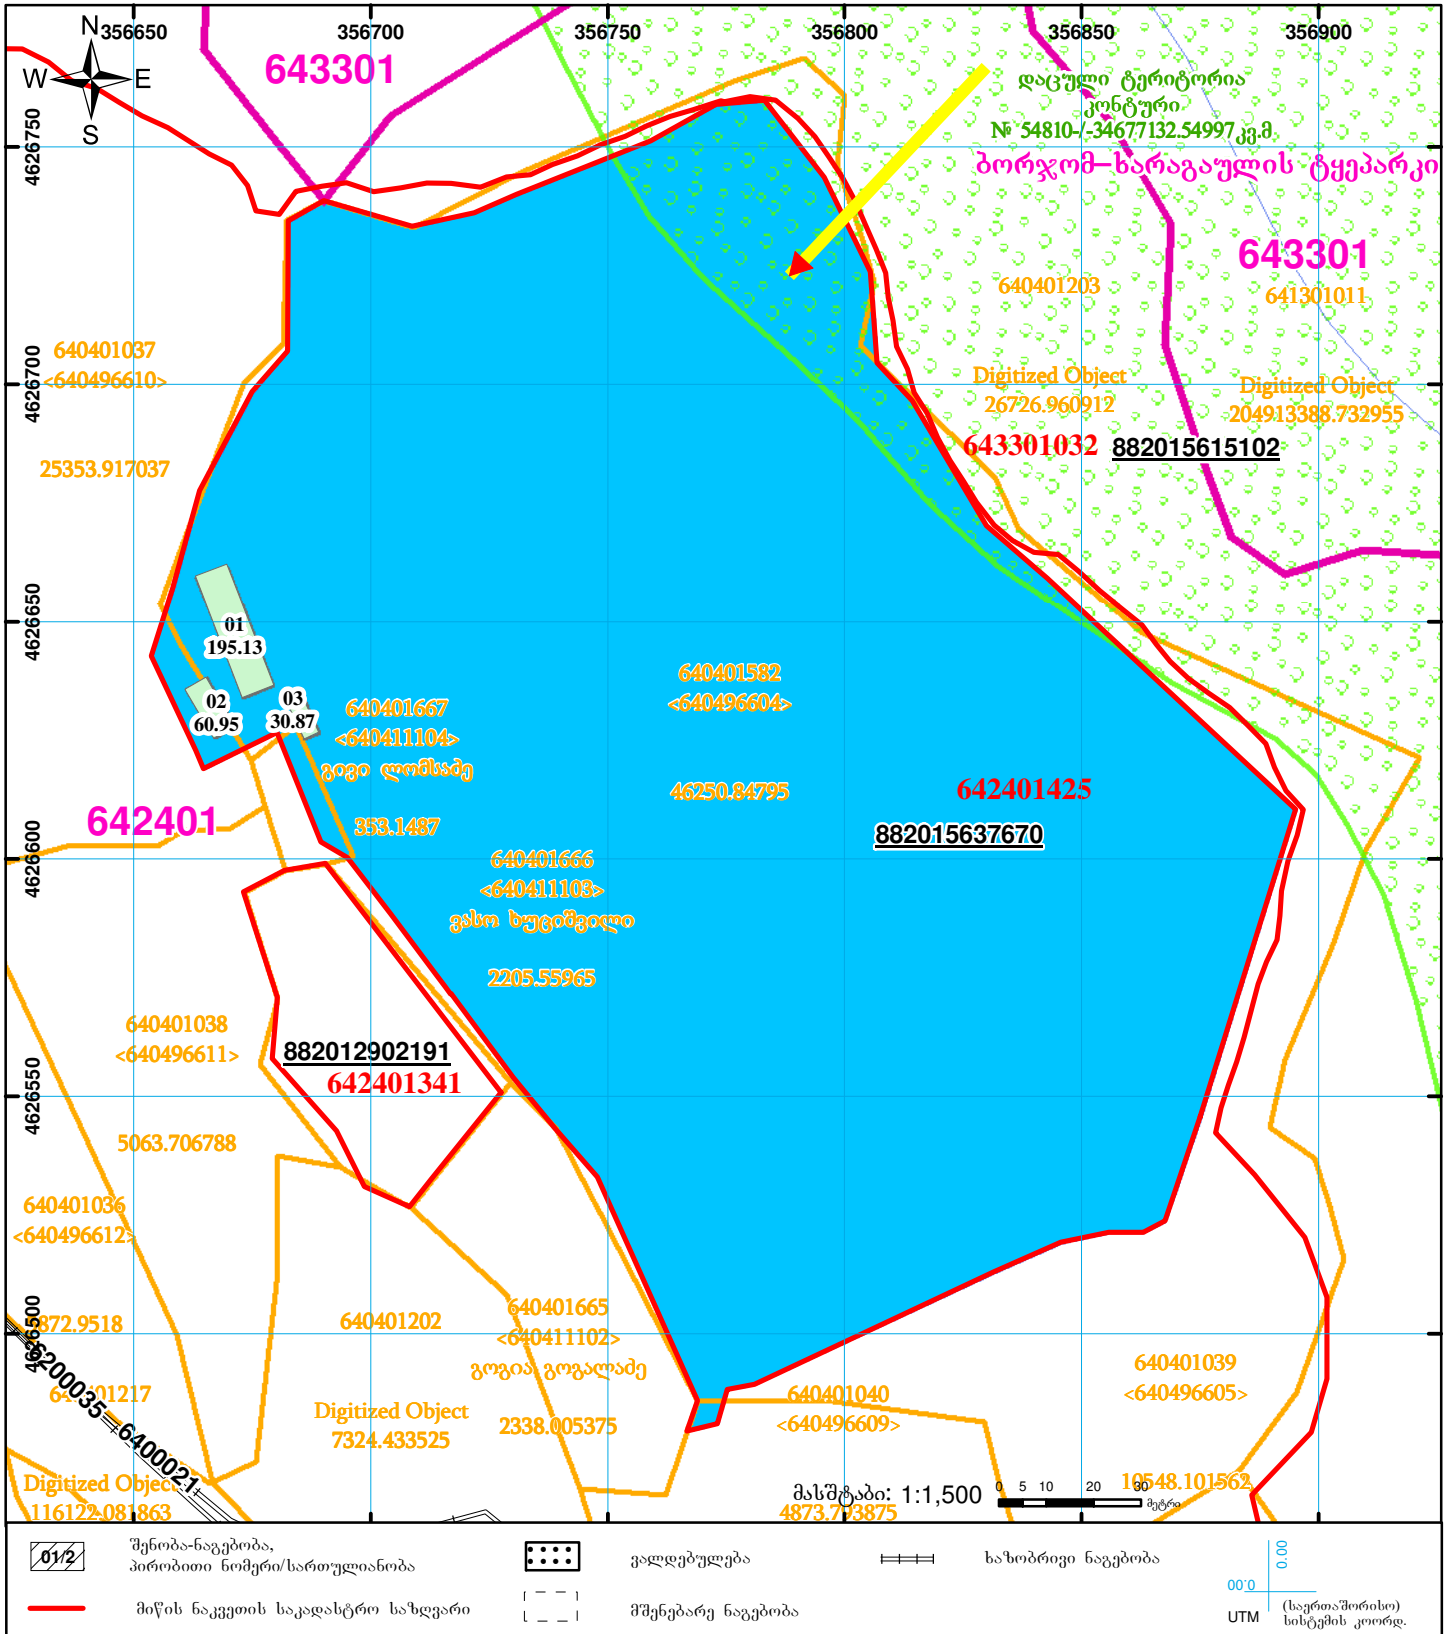 356650
356700
356750
356800
356850
356900
N
W E
S
643301
დაცული ტერიტორია
კონტური
№ 54810-/-34677132.54997კვ.მ
ბორჯომ–ხარაგაულის ტყეპარკი
4626750
643301
640401203
641301011
640401037
<640496610>
4626700
Digitized Object
26726.960912
Digitized Object
204913388.732955
643301032
882015615102
25353.917037
4626650
01
195.13
02
60.95
03
30.87
640401667
<640411104>
გივი ლომსაძე
353.1487
640401582
<640496604>
46250.84795
642401425
882015637670
642401
4626600
640401666
<640411103>
ვასო ხუციშვილი
2205.55965
640401038
<640496611>
882012902191
642401341
4626550
5063.706788
640401036
<640496612>
4626500
872.9518
640401202
640401665
<640411102>
გოგია გოგალაძე
2338.005375
Digitized Object
7324.433525
640401040
<640496609>
4873.793875
640401039
<640496605>
10548.101562
6200035
6400021
Digitized Object
116122.081863
მასშტაბი: 1:1,500
0 5 10 20 30
მეტრი
01/2
შენობა-ნაგებობა,
პირობითი ნომერი/სართულიანობა
ვალდებულება
ხაზობრივი ნაგებობა
მიწის ნაკვეთის საკადასტრო საზღვარი
მშენებარე ნაგებობა
0.00
0.00
UTM
(საერთაშორისო)
სისტემის კოორდ.